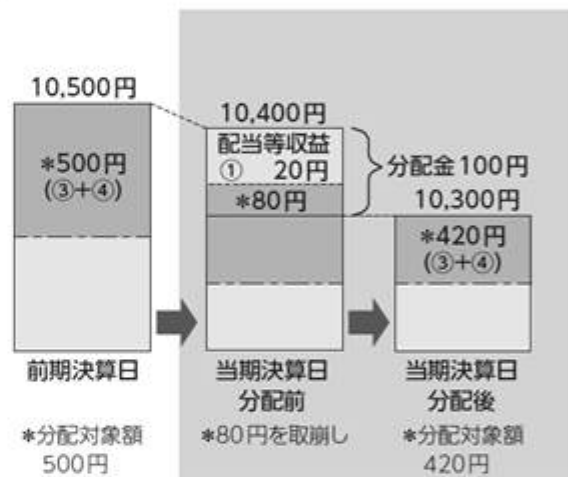 10,500円
*500円
(③+④)
前期決算日
*分配対象額
500円
10,400円
配当等収益
① 20円
*80円
分配金100円
当期決算日
分配前
*80円を取崩し
10,300円
*420円
(③+④)
当期決算日
分配後
*分配対象額
420円